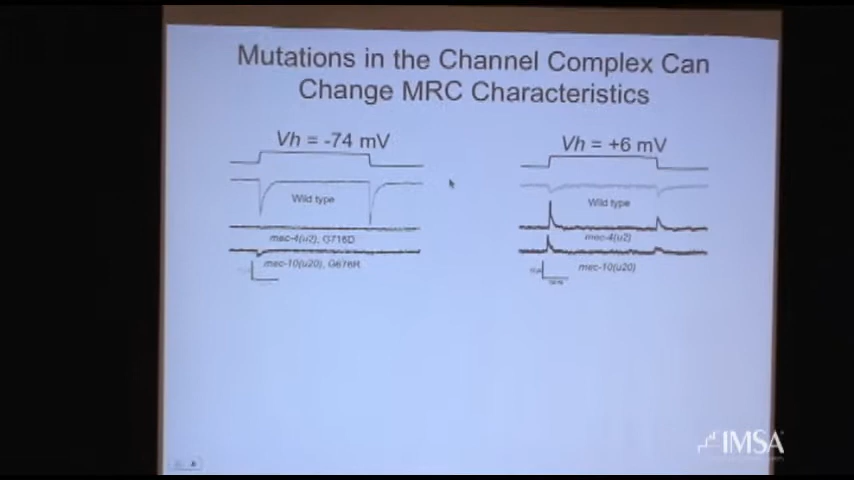 Mutations in the Channel Complex Can
Change MRC Characteristics
Vh = -74 mV
Wild type
mec-4(u2), G716D
mec-10(u20), G676R
Vh = +6 mV
Wild type
mec-4(u2)
mec-10(u20)
IMSA